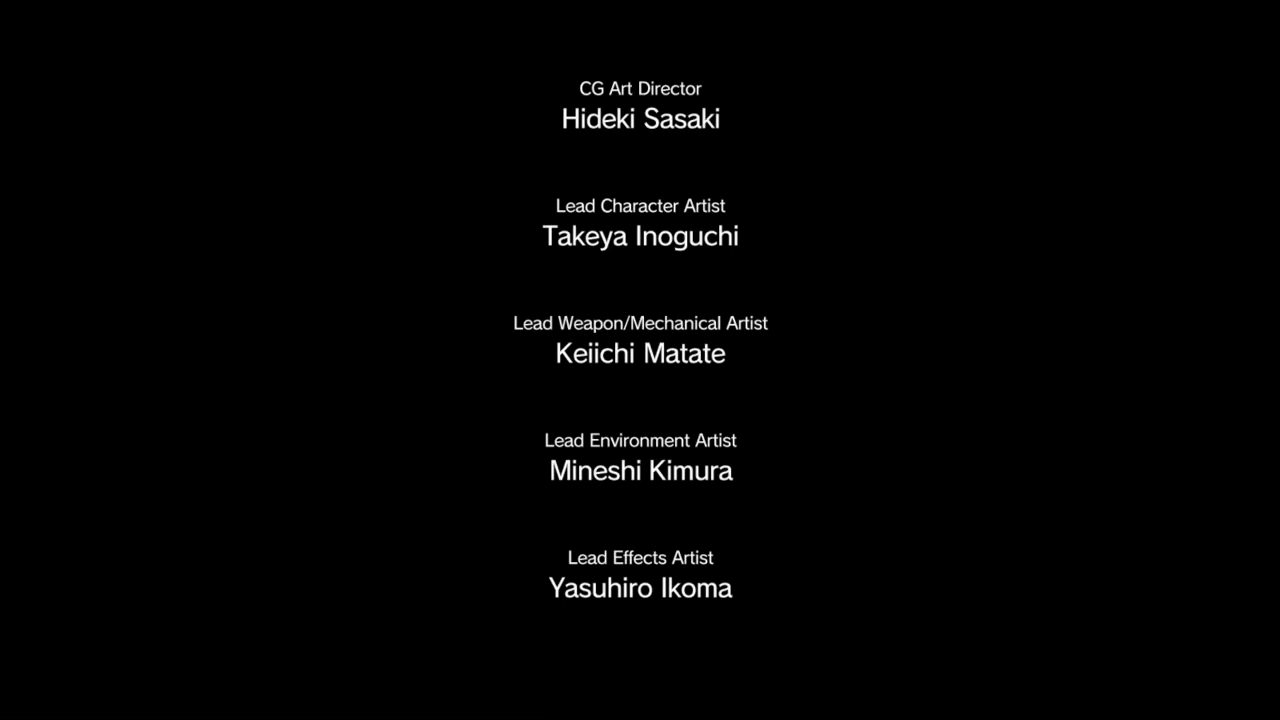 CG Art Director
Hideki Sasaki
Lead Character Artist
Takeya Inoguchi
Lead Weapon/Mechanical Artist
Keiichi Matate
Lead Environment Artist
Mineshi Kimura
Lead Effects Artist
Yasuhiro Ikoma